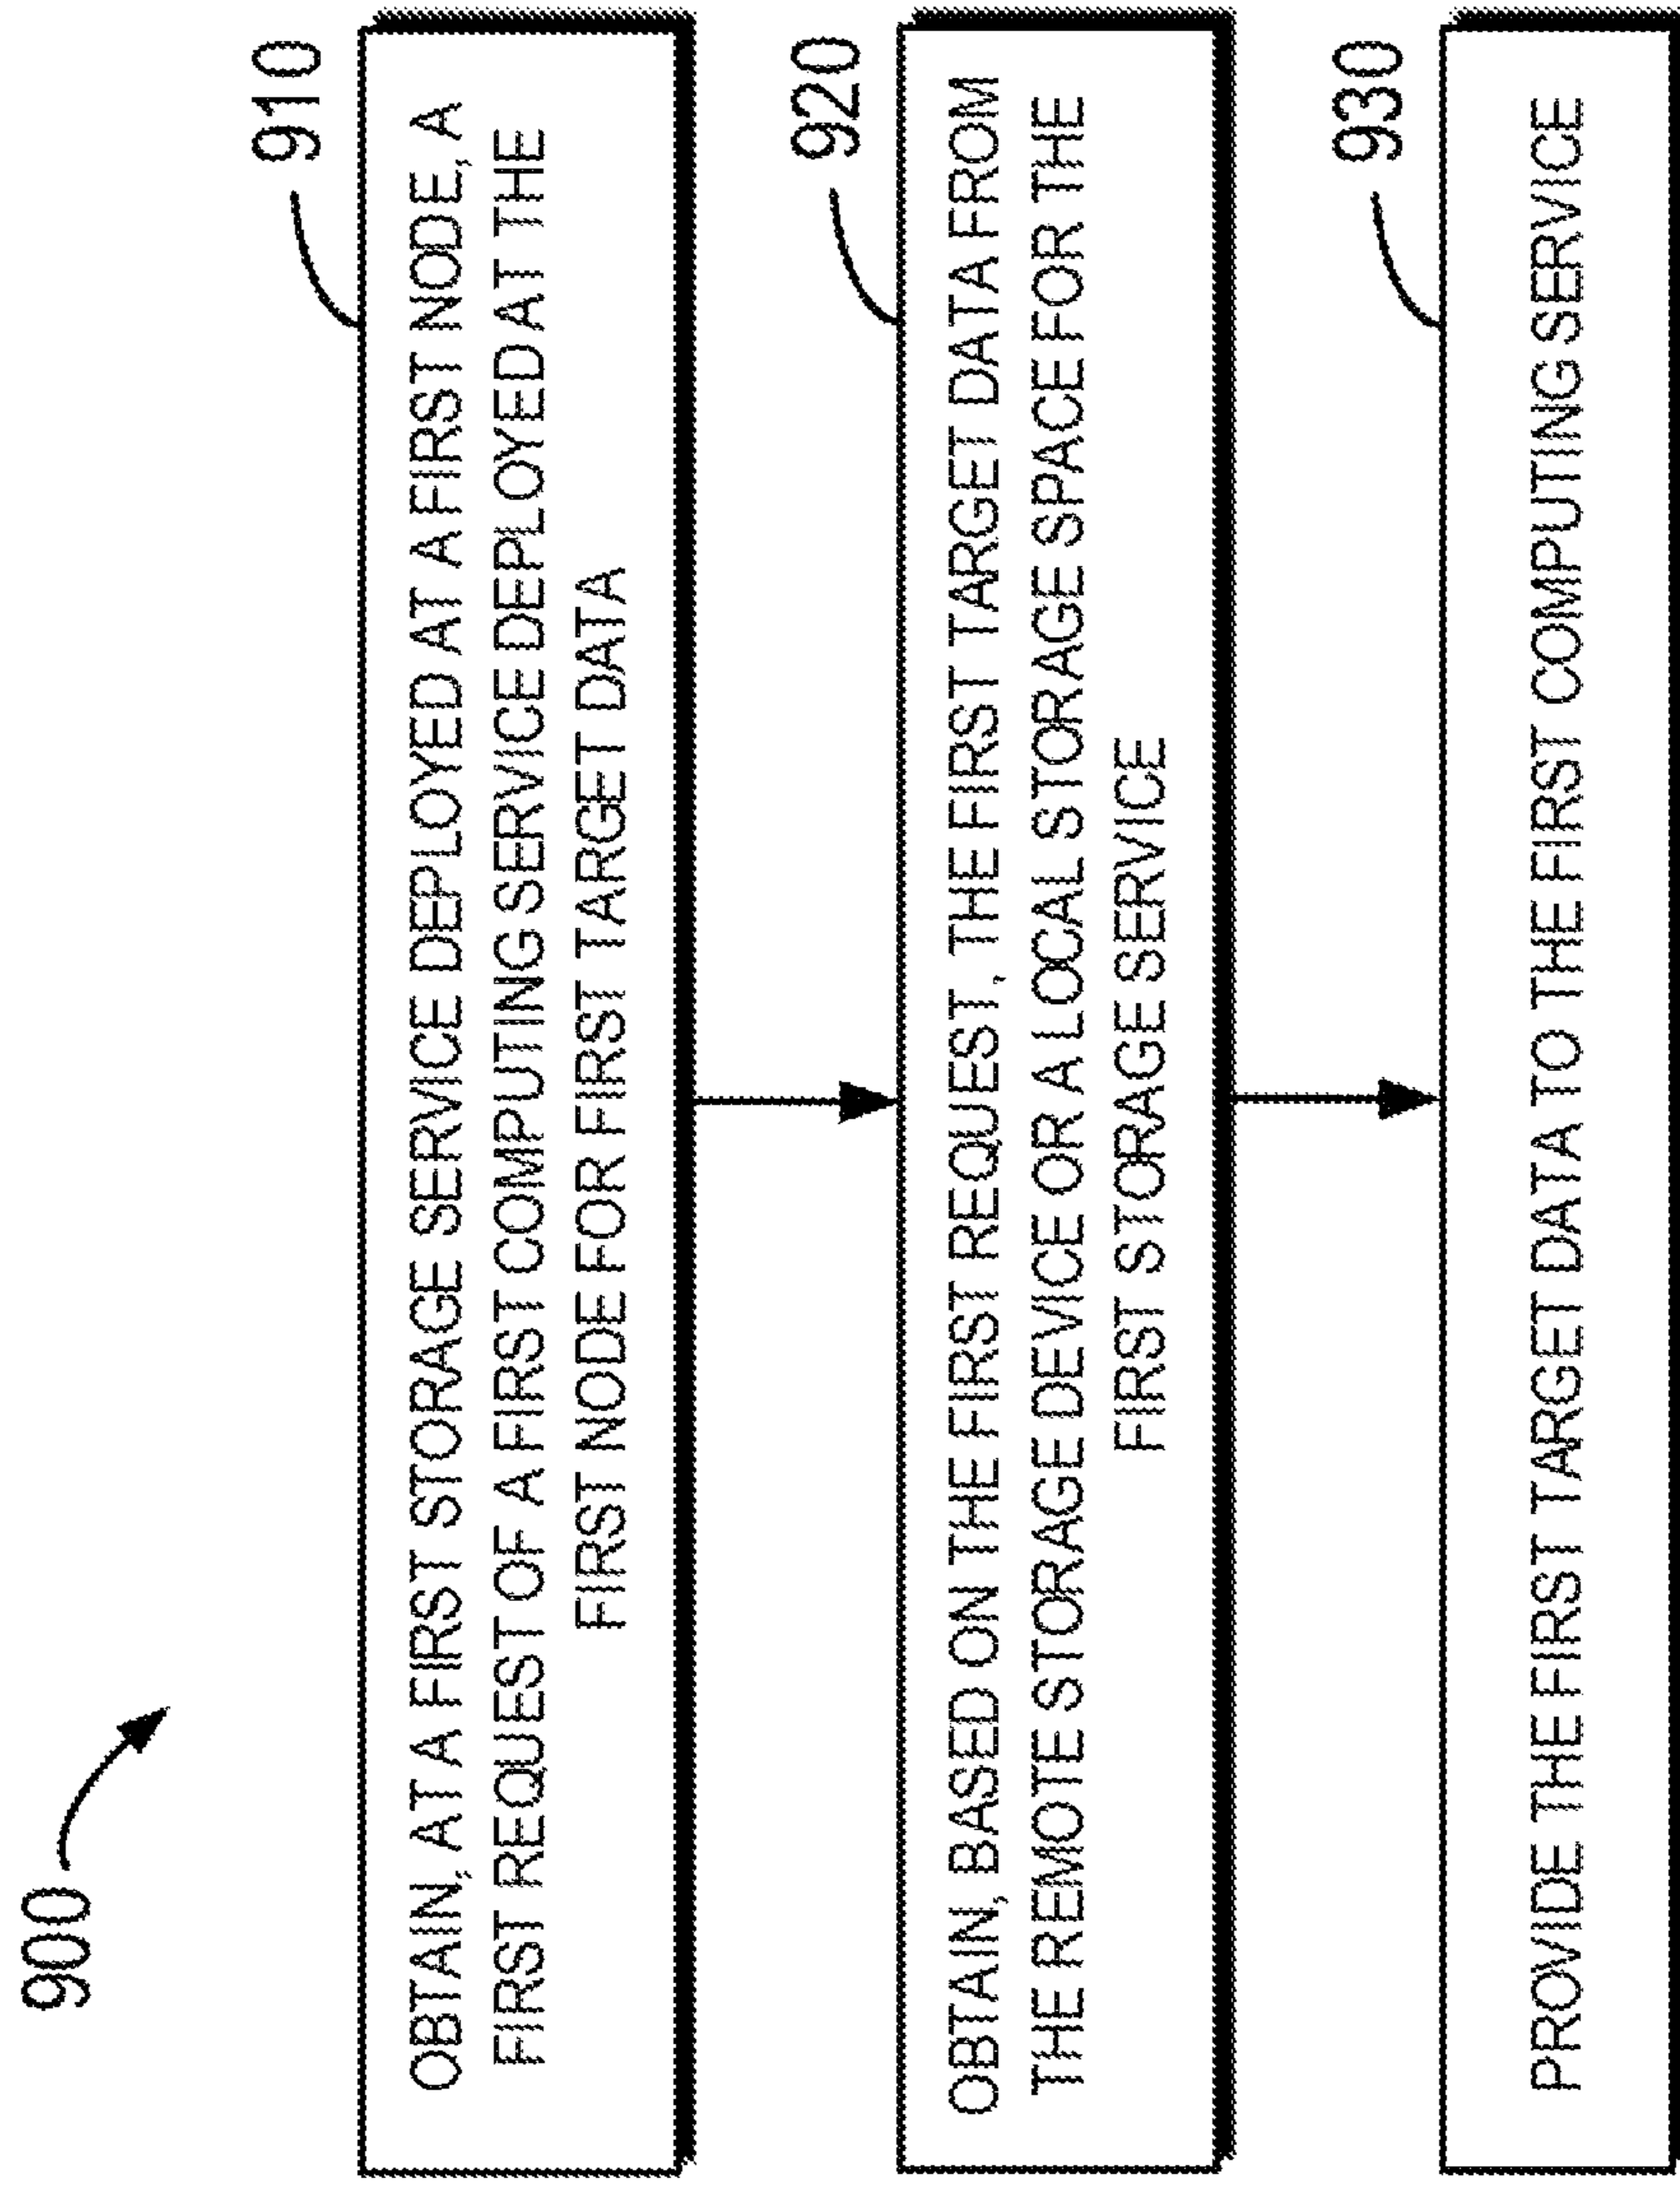 900
910
OBTAIN, AT A FIRST STORAGE SERVICE DEPLOYED AT A FIRST NODE, A
FIRST REQUEST OF A FIRST COMPUTING SERVICE DEPLOYED AT THE
FIRST NODE FOR FIRST TARGET DATA
920
OBTAIN, BASED ON THE FIRST REQUEST, THE FIRST TARGET DATA FROM
THE REMOTE STORAGE DEVICE OR A LOCAL STORAGE SPACE FOR THE
FIRST STORAGE SERVICE
930
PROVIDE THE FIRST TARGET DATA TO THE FIRST COMPUTING SERVICE